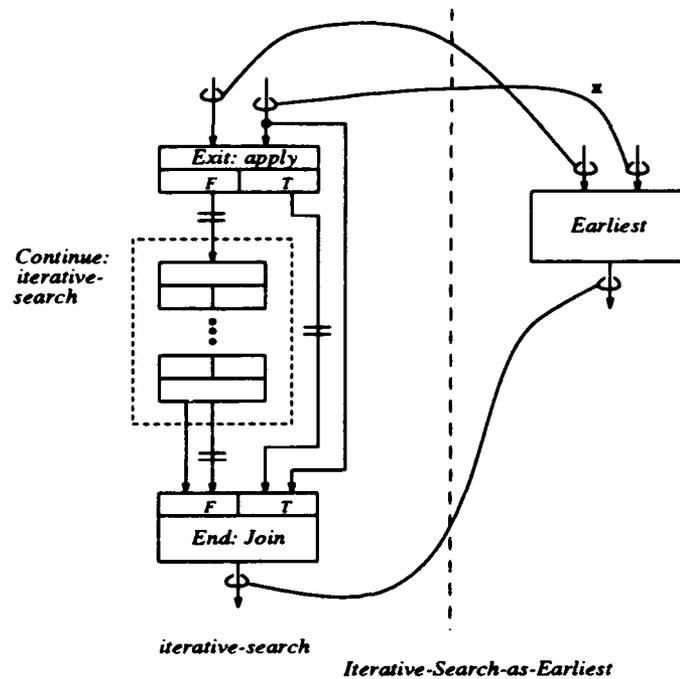 Exit: apply
F T
Earliest
Continue:
iterative-
search
F T
End: Join
iterative-search
Iterative-Search-as-Earliest